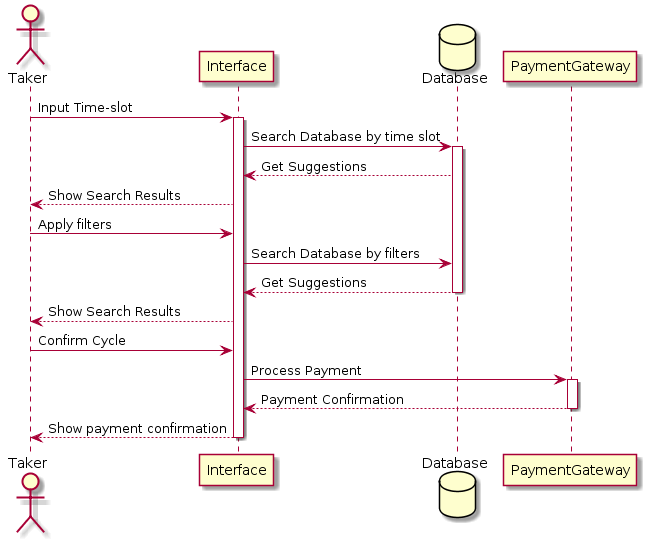 Taker
Interface
Database
PaymentGateway
Input Time-slot
Search Database by time slot
Get Suggestions
Show Search Results
Apply filters
Search Database by filters
Get Suggestions
Show Search Results
Confirm Cycle
Process Payment
Payment Confirmation
Show payment confirmation
Taker
Interface
Database
PaymentGateway